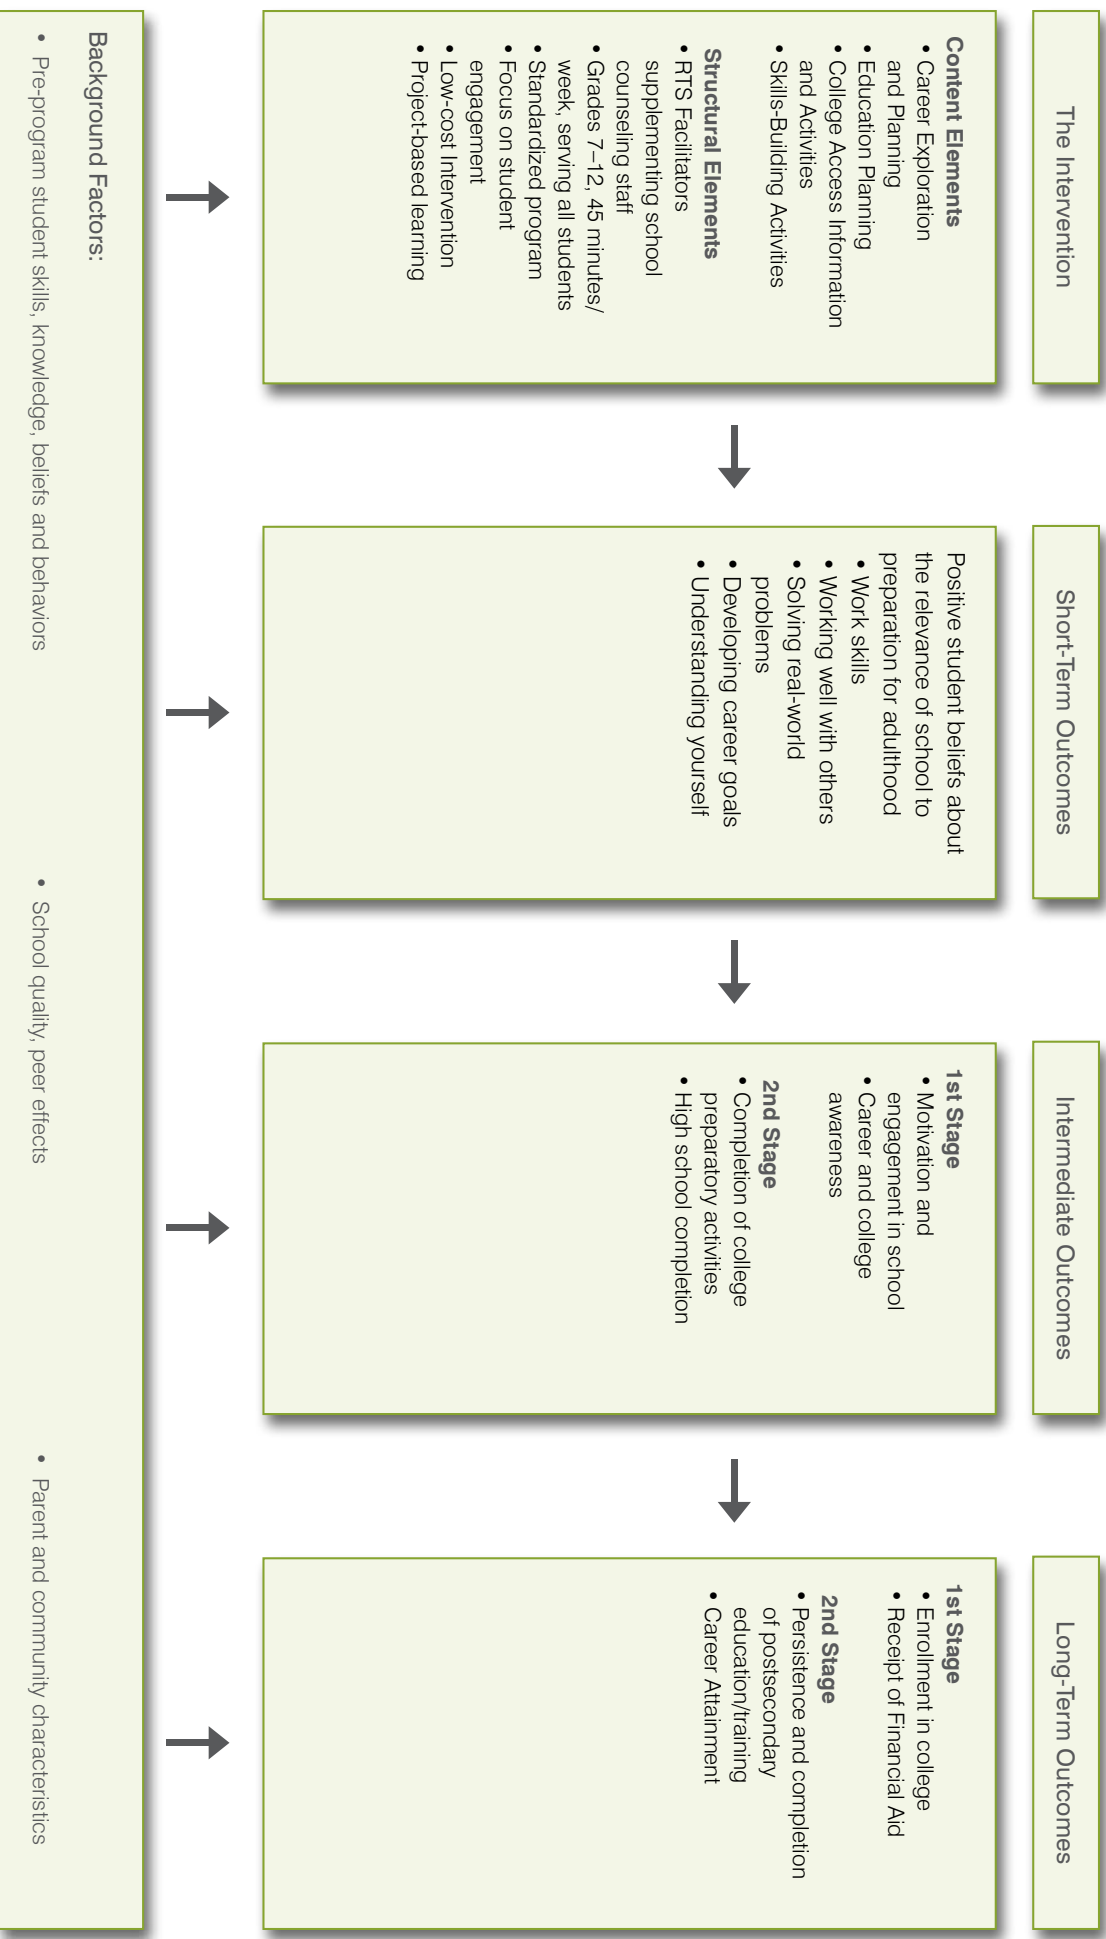 The Intervention
Content Elements
• Career Exploration
and Planning
• Education Planning
• College Access Information
and Activities
• Skills-Building Activities
Structural Elements
• RTS Facilitators
supplementing school
counseling staff
• Grades 7–12, 45 minutes/
week, serving all students
• Standardized program
• Focus on student
engagement
• Low-cost Intervention
• Project-based learning
Short-Term Outcomes
Positive student beliefs about
the relevance of school to
preparation for adulthood
• Work skills
• Working well with others
• Solving real-world
problems
• Developing career goals
• Understanding yourself
Intermediate Outcomes
1st Stage
• Motivation and
engagement in school
• Career and college
awareness
2nd Stage
• Completion of college
preparatory activities
• High school completion
Long-Term Outcomes
1st Stage
• Enrollment in college
• Receipt of Financial Aid
2nd Stage
• Persistence and completion
of postsecondary
education/training
• Career Attainment
Background Factors:
• Pre-program student skills, knowledge, beliefs and behaviors
• School quality, peer effects
• Parent and community characteristics